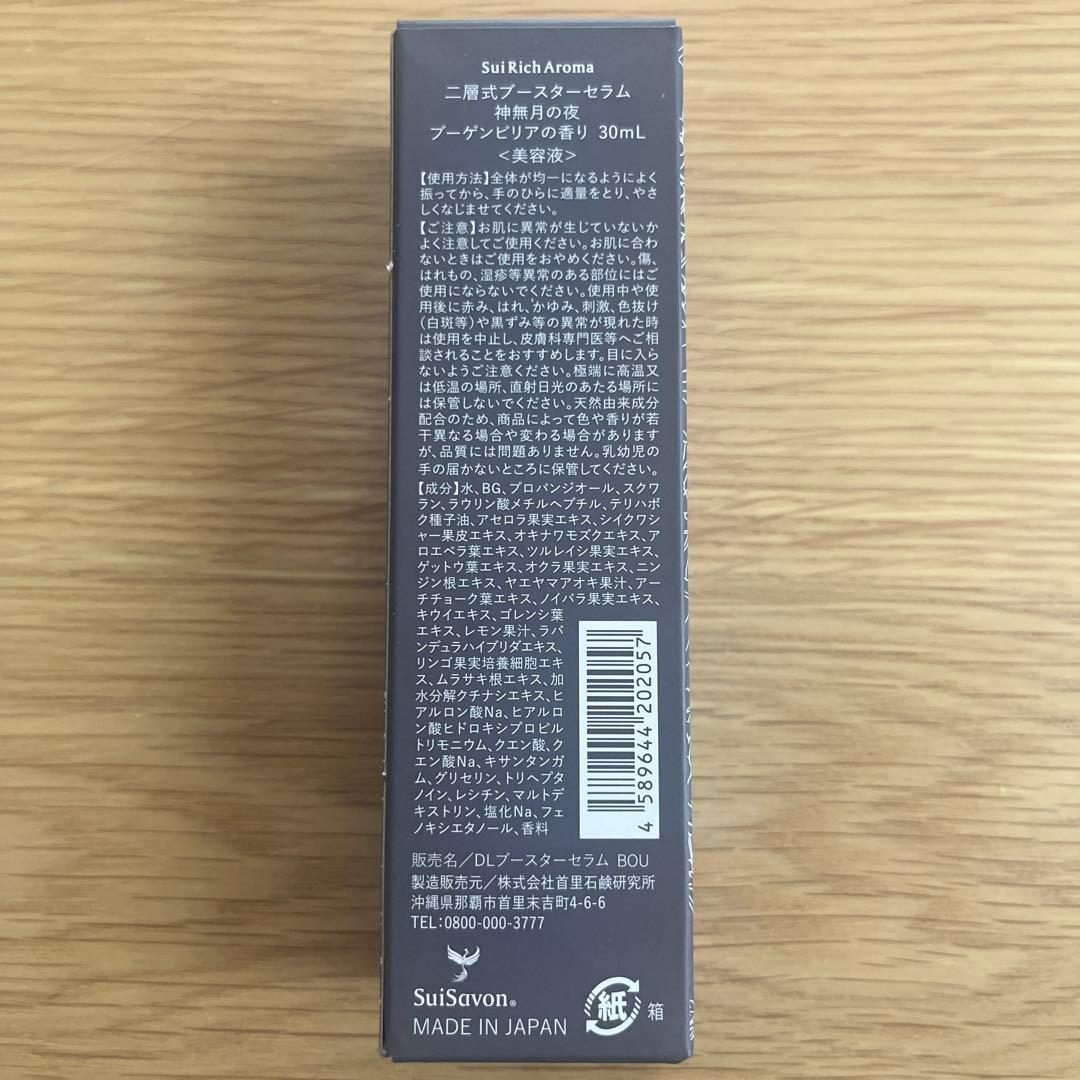 Sui Rich Aroma
二層式ブースターセラム
神無月の夜
ブーゲンビリアの香り 30mL
<美容液>
【使用方法】全体が均一になるようによく
振ってから、手のひらに適量をとり、やさ
しくなじませてください。
【ご注意】お肌に異常が生じていないか
よく注意してご使用ください。お肌に合わ
ないときはご使用をおやめください。傷、
はれもの、湿疹等異常のある部位にはご
使用にならないでください。使用中や使
用後に赤み、はれ、かゆみ、刺激、色抜け
(白斑等)や黒ずみ等の異常が現れた時
は使用を中止し、皮膚科専門医等へご相
談されることをおすすめします。目に入ら
ないようご注意ください。極端に高温又
は低温の場所、直射日光のあたる場所に
は保管しないでください。天然由来成分
配合のため、商品によって色や香りが若
干異なる場合や変わる場合があります
が、品質には問題ありません。乳幼児の
手の届かないところに保管してください。
【成分】水、BG、プロパンジオール、スクワ
ラン、ラウリン酸メチルヘプチル、テリハボ
ク種子油、アセロラ果実エキス、シイクワシ
ャー果皮エキス、オキナワモズクエキス、ア
ロエベラ葉エキス、ツルレイシ果実エキス、
ゲットウ葉エキス、オクラ果実エキス、ニン
ジン根エキス、ヤエヤマアオキ果汁、アー
チチョーク葉エキス、ノイバラ果実エキス、
キウイエキス、ゴレンシ葉
エキス、レモン果汁、ラバ
ンデュラハイブリダエキス、
リンゴ果実培養細胞エキ
ス、ムラサキ根エキス、加
水分解クチナシエキス、ヒ
アルロン酸Na、ヒアルロ
ン酸ヒドロキシプロピル
トリモニウム、クエン酸、ク
エン酸Na、キサンタンガ
ム、グリセリン、トリヘプタ
ノイン、レシチン、マルトデ
キストリン、塩化Na、フェ
ノキシエタノール、香料
4 589644 202057
販売名/DLブースターセラム BOU
製造販売元/株式会社首里石鹸研究所
沖縄県那覇市首里末吉町4-6-6
TEL:0800-000-3777
SuiSavon®
MADE IN JAPAN
紙 箱